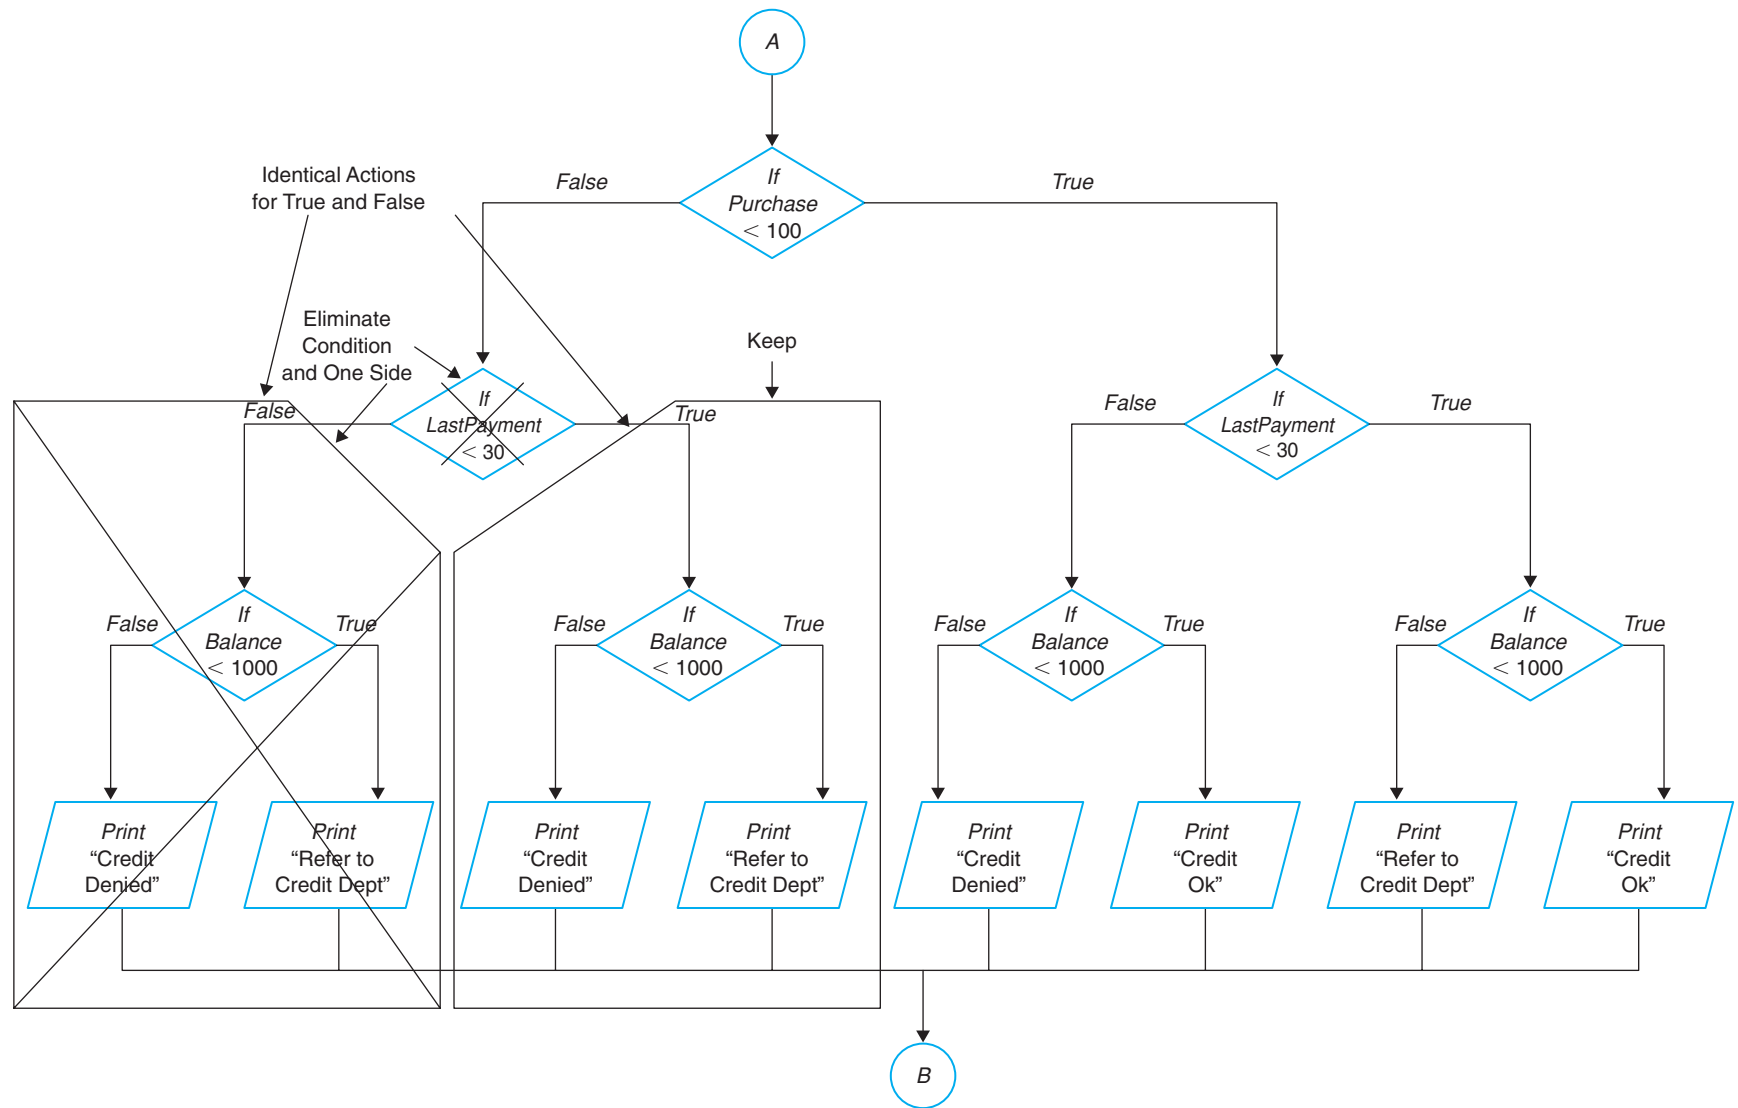 A
Identical Actions
for True and False
False
If
Purchase
< 100
True
Eliminate
Condition
and One Side
Keep
False
If
LastPayment
< 30
True
False
If
LastPayment
< 30
True
False
If
Balance
< 1000
True
False
If
Balance
< 1000
True
False
If
Balance
< 1000
True
False
If
Balance
< 1000
True
Print
“Credit
Denied”
Print
“Refer to
Credit Dept”
Print
“Credit
Denied”
Print
“Refer to
Credit Dept”
Print
“Credit
Denied”
Print
“Credit
Ok”
Print
“Refer to
Credit Dept”
Print
“Credit
Ok”
B